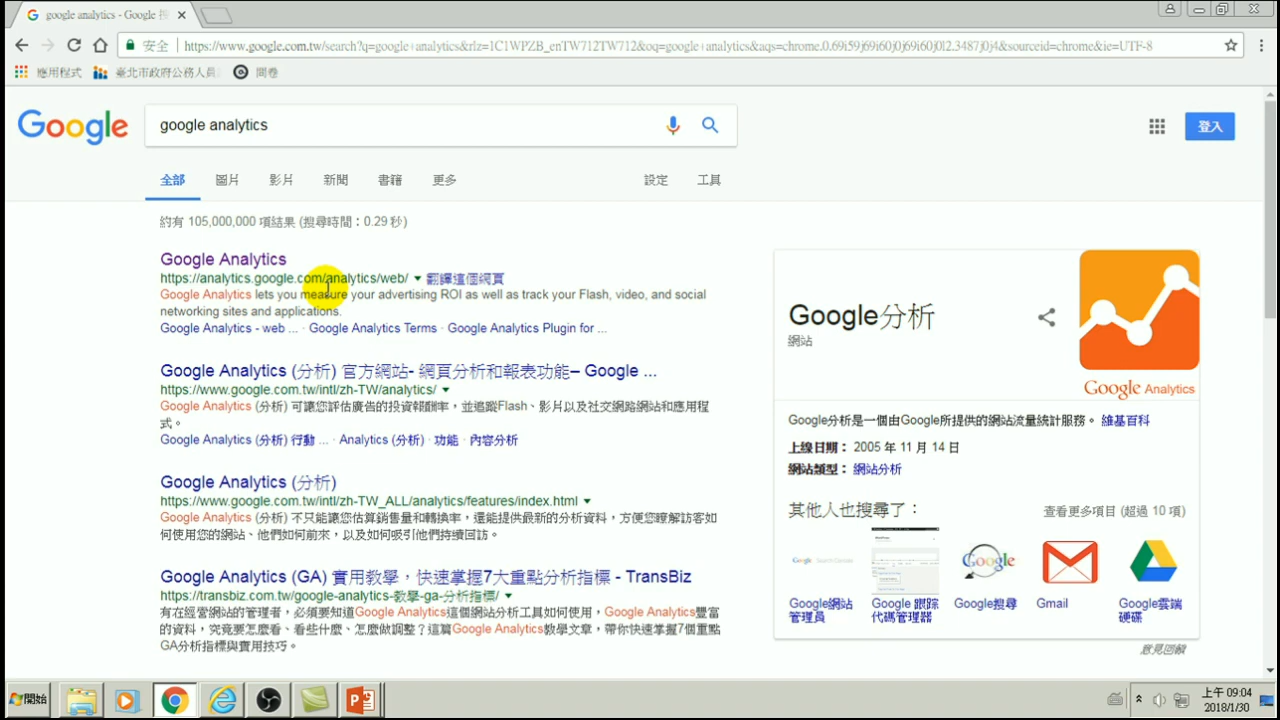 google analytics - Google 搜
安全 https://www.google.com.tw/search?q=google+analytics&rlz=1C1WPZB_enTW712TW712&oq=google+analytics&aqs=chrome.0.69i59j69i60j0j69i60j0l2.3487j0j4&sourceid=chrome&ie=UTF-8
應用程式 臺北市政府公務人員 問卷
Google google analytics 登入
全部 圖片 影片 新聞 書籍 更多 設定 工具
約有 105,000,000 項結果 (搜尋時間：0.29 秒)
Google Analytics
https://analytics.google.com/analytics/web/ 翻譯這個網頁
Google Analytics lets you measure your advertising ROI as well as track your Flash, video, and social
networking sites and applications.
Google Analytics - web ... · Google Analytics Terms · Google Analytics Plugin for ...
Google Analytics (分析) 官方網站- 網頁分析和報表功能– Google ...
https://www.google.com.tw/intl/zh-TW/analytics/
Google Analytics (分析) 可讓您評估廣告的投資報酬率，並追蹤Flash、影片以及社交網路網站和應用程
式。
Google Analytics (分析) 行動 ... · Analytics (分析) · 功能 · 內容分析
Google Analytics (分析)
https://www.google.com.tw/intl/zh-TW_ALL/analytics/features/index.html
Google Analytics (分析) 不只能讓您估算銷售量和轉換率，還能提供最新的分析資料，方便您瞭解訪客如
何使用您的網站、他們如何前來，以及如何吸引他們持續回訪。
Google Analytics (GA) 實用教學，快速掌握7大重點分析指標 - TransBiz
https://transbiz.com.tw/google-analytics-教學-ga-分析指標/
有在經營網站的管理者，必須要知道Google Analytics這個網站分析工具如何使用，Google Analytics豐富
的資料，究竟要怎麼看、看些什麼、怎麼做調整？這篇Google Analytics教學文章，帶你快速掌握7個重點
GA分析指標與實用技巧。
Google分析
網站
Google Analytics
Google分析是一個由Google所提供的網站流量統計服務。 維基百科
上線日期： 2005 年 11 月 14 日
網站類型： 網站分析
其他人也搜尋了： 查看更多項目 (超過 10 項)
Google網站管理員
Google 跟蹤代碼管理器
Google搜尋
Gmail
Google雲端硬碟
意見回饋
開始
上午 09:04
2018/1/30